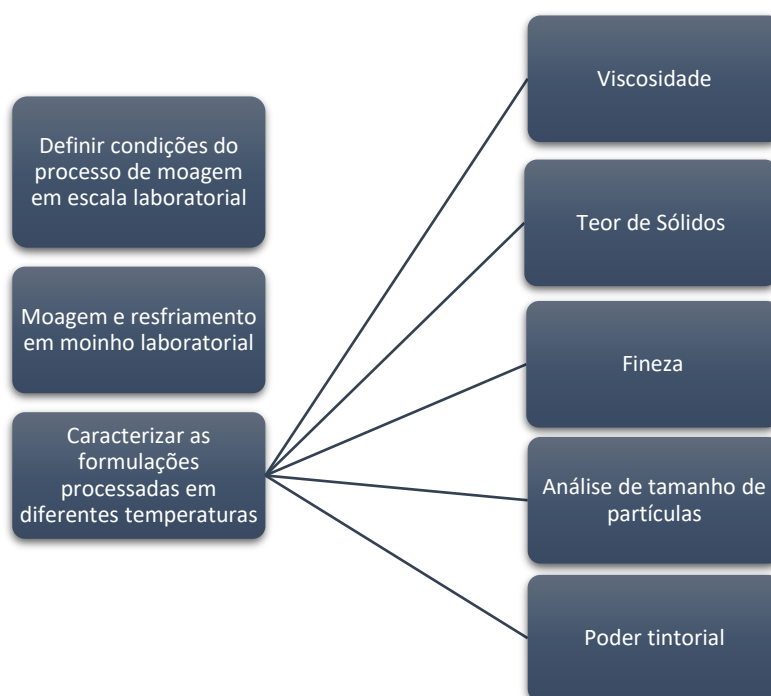 Definir condições do
processo de moagem
em escala laboratorial
Moagem e resfriamento
em moinho laboratorial
Caracterizar as
formulações
processadas em
diferentes temperaturas
Viscosidade
Teor de Sólidos
Fineza
Análise de tamanho de
partículas
Poder tintorial